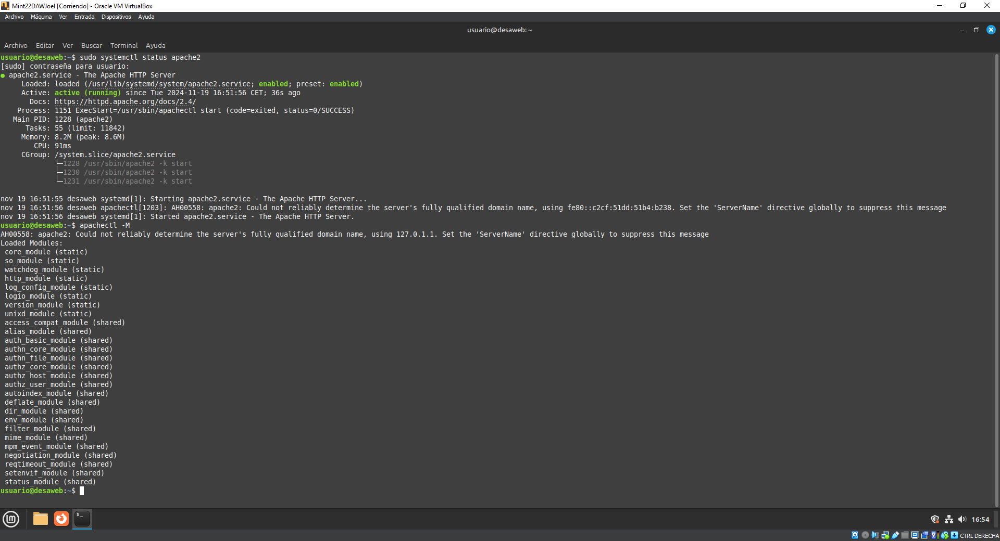 Mint22DAWJoel [Corriendo] - Oracle VM VirtualBox
Archivo Máquina Ver Entrada Dispositivos Ayuda
usuario@desaweb: ~
Archivo Editar Ver Buscar Terminal Ayuda
usuario@desaweb:~$ sudo systemctl status apache2
[sudo] contraseña para usuario:
● apache2.service - The Apache HTTP Server
     Loaded: loaded (/usr/lib/systemd/system/apache2.service; enabled; preset: enabled)
     Active: active (running) since Tue 2024-11-19 16:51:56 CET; 36s ago
       Docs: https://httpd.apache.org/docs/2.4/
    Process: 1151 ExecStart=/usr/sbin/apachectl start (code=exited, status=0/SUCCESS)
   Main PID: 1228 (apache2)
      Tasks: 55 (limit: 11842)
     Memory: 8.2M (peak: 8.6M)
        CPU: 91ms
     CGroup: /system.slice/apache2.service
             ├─1228 /usr/sbin/apache2 -k start
             ├─1230 /usr/sbin/apache2 -k start
             └─1231 /usr/sbin/apache2 -k start
nov 19 16:51:55 desaweb systemd[1]: Starting apache2.service - The Apache HTTP Server...
nov 19 16:51:56 desaweb apachectl[1203]: AH00558: apache2: Could not reliably determine the server's fully qualified domain name, using fe80::c2cf:51dd:51b4:b238. Set the 'ServerName' directive globally to suppress this message
nov 19 16:51:56 desaweb systemd[1]: Started apache2.service - The Apache HTTP Server.
usuario@desaweb:~$ apachectl -M
AH00558: apache2: Could not reliably determine the server's fully qualified domain name, using 127.0.1.1. Set the 'ServerName' directive globally to suppress this message
Loaded Modules:
 core_module (static)
 so_module (static)
 watchdog_module (static)
 http_module (static)
 log_config_module (static)
 logio_module (static)
 version_module (static)
 unixd_module (static)
 access_compat_module (shared)
 alias_module (shared)
 auth_basic_module (shared)
 authn_core_module (shared)
 authn_file_module (shared)
 authz_core_module (shared)
 authz_host_module (shared)
 authz_user_module (shared)
 autoindex_module (shared)
 deflate_module (shared)
 dir_module (shared)
 env_module (shared)
 filter_module (shared)
 mime_module (shared)
 mpm_event_module (shared)
 negotiation_module (shared)
 reqtimeout_module (shared)
 setenvif_module (shared)
 status_module (shared)
usuario@desaweb:~$
16:54
CTRL DERECHA